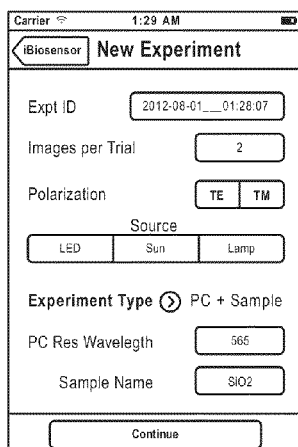 Carrier 1:29 AM
iBiosensor New Experiment
Expt ID 2012-08-01___01:28:07
Images per Trial 2
Polarization TE TM
Source
LED Sun Lamp
Experiment Type PC + Sample
PC Res Wavelegth 565
Sample Name SiO2
Continue